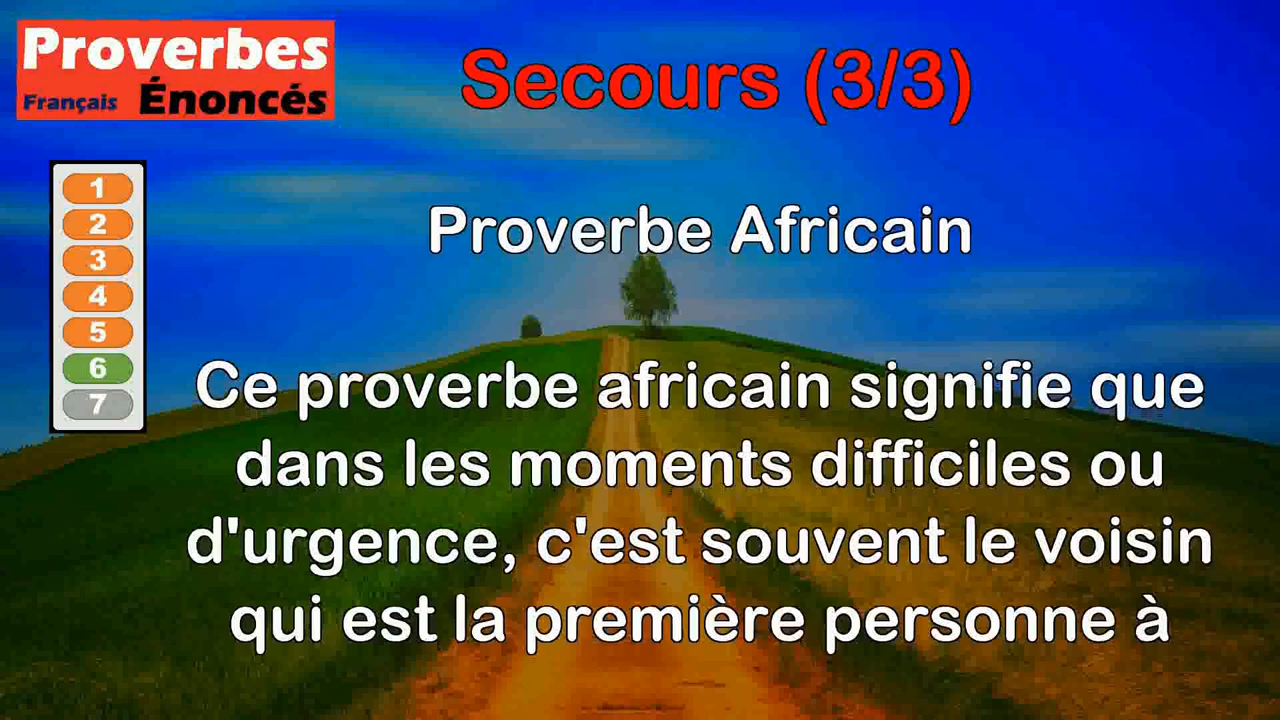 Proverbes
Français Énoncés
Secours (3/3)
1
2
3
4
5
6
7
Proverbe Africain
Ce proverbe africain signifie que
dans les moments difficiles ou
d'urgence, c'est souvent le voisin
qui est la première personne à